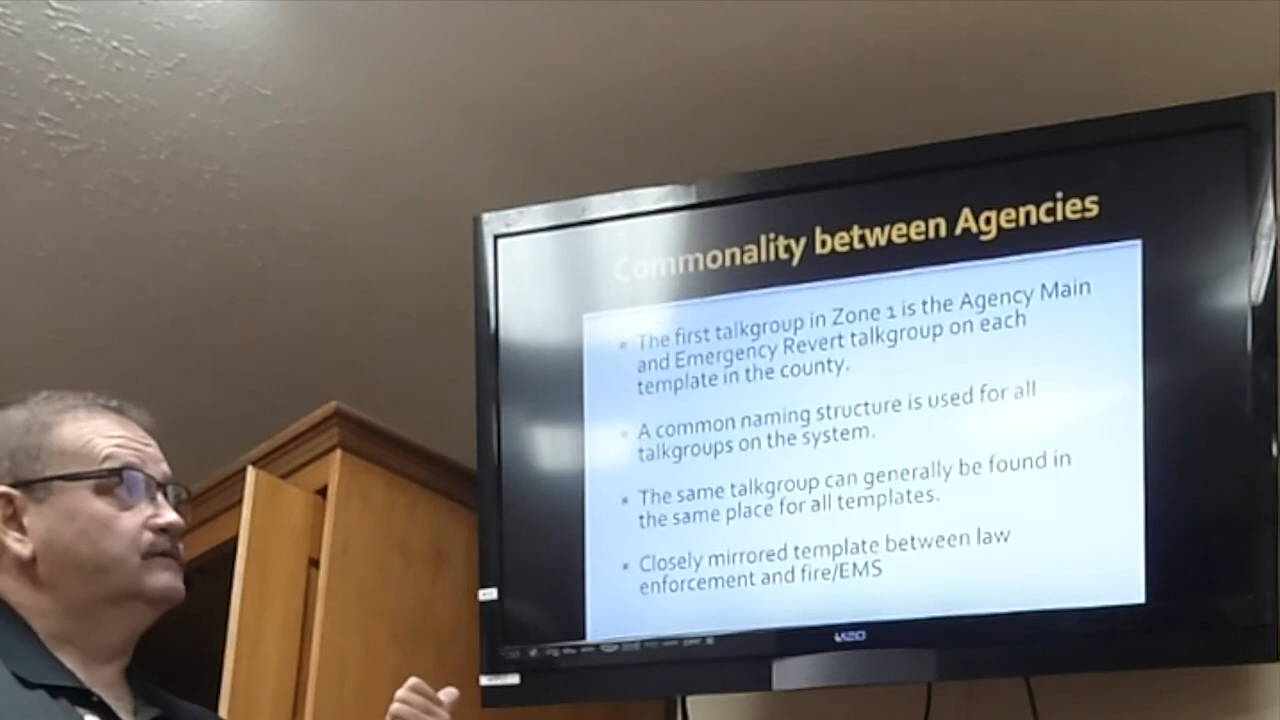 Commonality between Agencies
The first talkgroup in Zone 1 is the Agency Main
and Emergency Revert talkgroup on each
template in the county.
A common naming structure is used for all
talkgroups on the system.
The same talkgroup can generally be found in
the same place for all templates.
Closely mirrored template between law
enforcement and fire/EMS
VIZIO